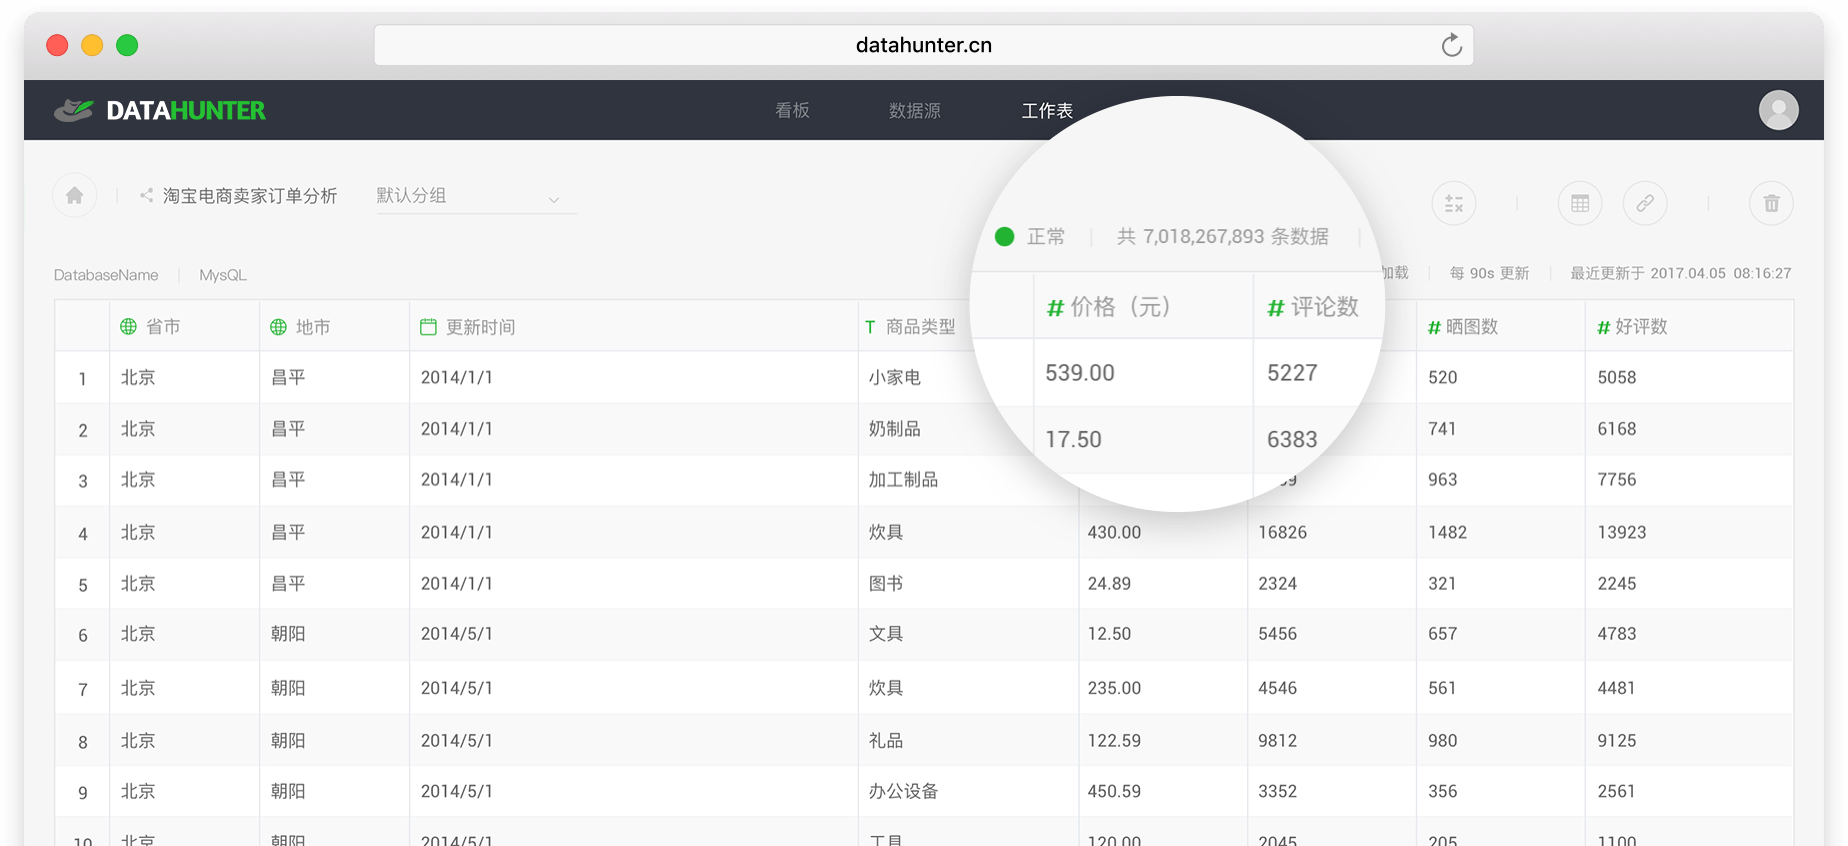 datahunter.cn
DATAHUNTER 看板 数据源 工作表
淘宝电商卖家订单分析 默认分组
正常 共 7,018,267,893 条数据
DatabaseName MysQL 加载 每 90s 更新 最近更新于 2017.04.05 08:16:27
省市 地市 更新时间 T 商品类型 # 价格（元） # 评论数 # 晒图数 # 好评数
1 北京 昌平 2014/1/1 小家电 539.00 5227 520 5058
2 北京 昌平 2014/1/1 奶制品 17.50 6383 741 6168
3 北京 昌平 2014/1/1 加工制品 963 7756
4 北京 昌平 2014/1/1 炊具 430.00 16826 1482 13923
5 北京 昌平 2014/1/1 图书 24.89 2324 321 2245
6 北京 朝阳 2014/5/1 文具 12.50 5456 657 4783
7 北京 朝阳 2014/5/1 炊具 235.00 4546 561 4481
8 北京 朝阳 2014/5/1 礼品 122.59 9812 980 9125
9 北京 朝阳 2014/5/1 办公设备 450.59 3352 356 2561
10 北京 朝阳 2014/5/1 工具 120.00 2045 205 1100